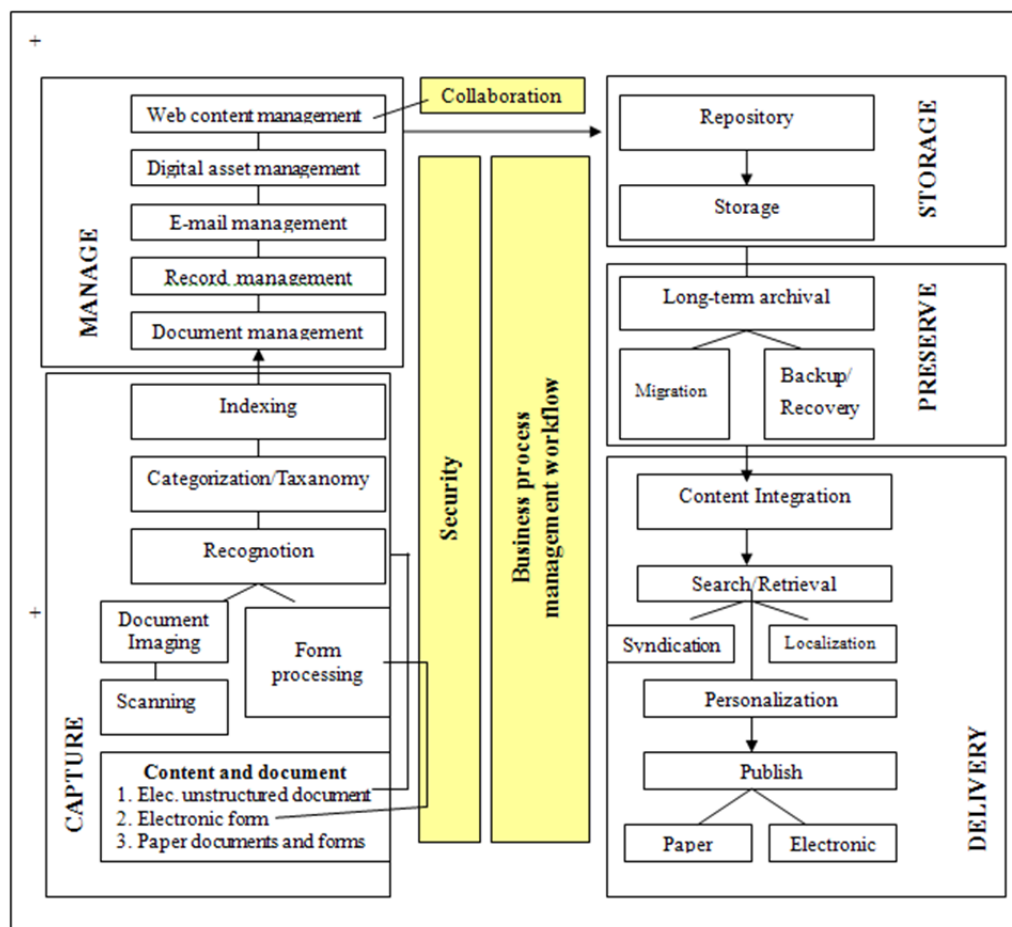 +
Collaboration
Web content management
Digital asset management
E-mail management
Record management
Document management
MANAGE
Indexing
Categorization/Taxanomy
Recognotion
Document
Imaging
Form
processing
Scanning
Content and document
1. Elec. unstructured document
2. Electronic form
3. Paper documents and forms
CAPTURE
+
Security
Business process
management workflow
Repository
Storage
STORAGE
Long-term archival
Migration
Backup/
Recovery
PRESERVE
Content Integration
Search/Retrieval
Syndication
Localization
Personalization
Publish
Paper
Electronic
DELIVERY